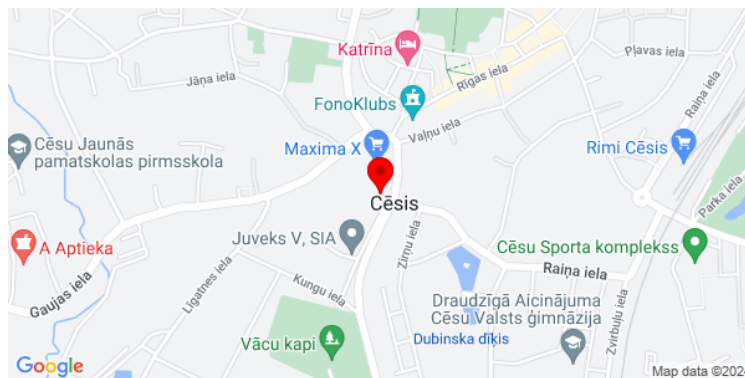 Katrīna
Pļavas iela
Jāņa iela
Rīgas iela
Raiņa iela
FonoKlubs
Valņu iela
Cēsu Jaunās
pamatskolas pirmsskola
Maxima X
Rimi Cēsis
Cēsis
Parka iela
A Aptieka
Juveks V, SIA
Zirņu iela
Cēsu Sporta komplekss
Gaujas iela
Līgatnes iela
Kungu iela
Raiņa iela
Draudzīgā Aicinājuma
Cēsu Valsts ģimnāzija
Zvirbuļu iela
Vācu kapi
Dubinska dīķis
Google
Map data ©202